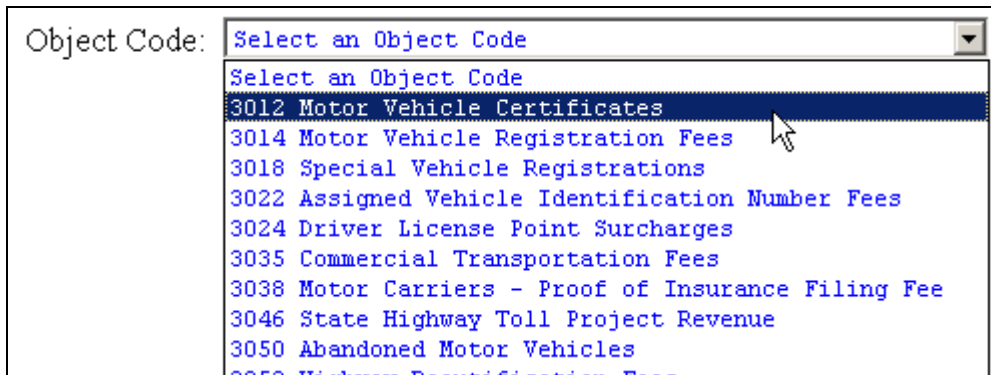 Object Code: Select an Object Code
Select an Object Code
3012 Motor Vehicle Certificates
3014 Motor Vehicle Registration Fees
3018 Special Vehicle Registrations
3022 Assigned Vehicle Identification Number Fees
3024 Driver License Point Surcharges
3035 Commercial Transportation Fees
3038 Motor Carriers - Proof of Insurance Filing Fee
3046 State Highway Toll Project Revenue
3050 Abandoned Motor Vehicles